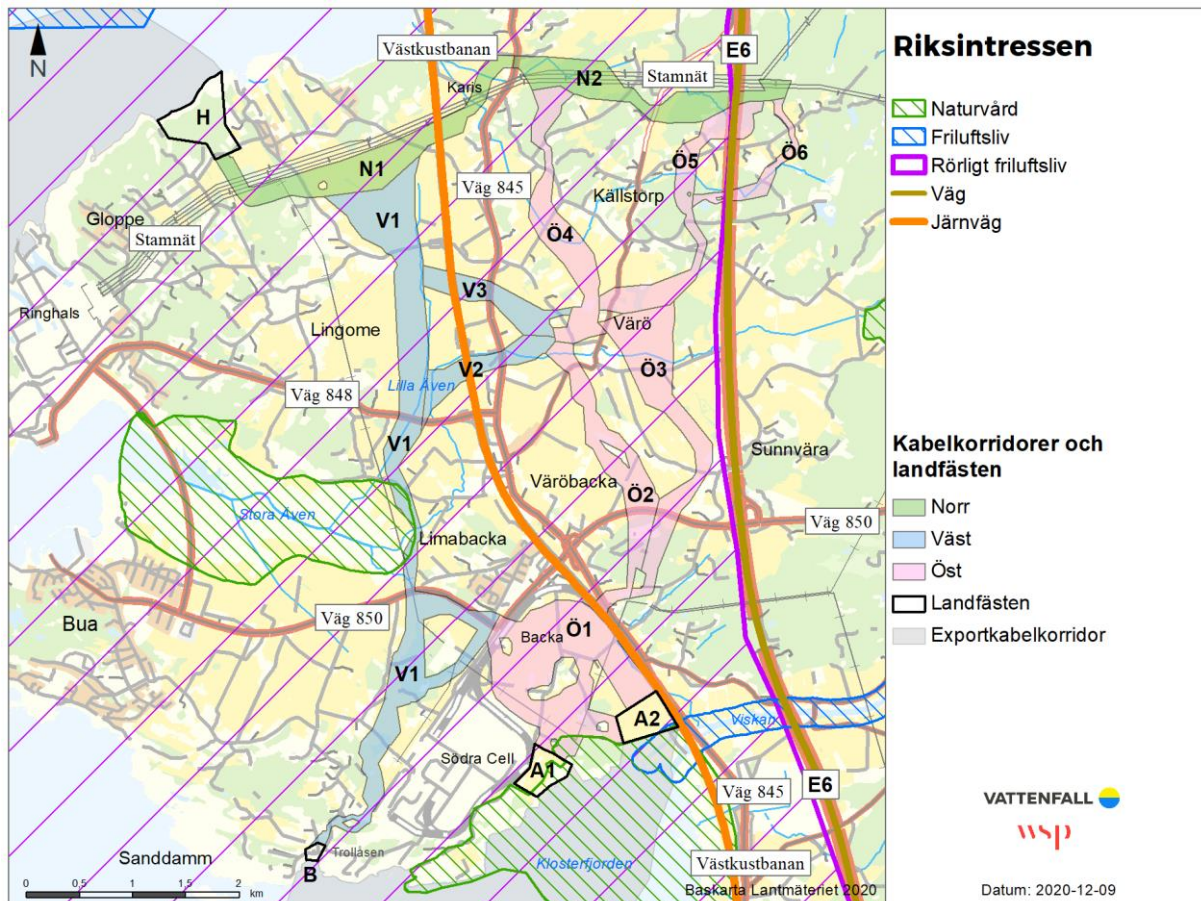 Västkustbanan
E6
Stamnät
N2
Karis
N
H
Ö5
Ö6
N1
Väg 845
Källstorp
Gloppe
V1
Ö4
Stamnät
V3
Ringhals
Lingome
Värö
V2
Ö3
Lilla Även
Väg 848
V1
Sunnvära
Väröbacka
Ö2
Stora Även
Limabacka
Väg 850
Väg 850
Bua
Backa
Ö1
V1
A2
Viskan
Södra Cell
A1
E6
Väg 845
Sanddamm
Trollåsen
B
Klosterfjorden
Västkustbanan
0 0,5 1 2
km
Baskarta Lantmäteriet 2020
Riksintressen
Naturvård
Friluftsliv
Rörligt friluftsliv
Väg
Järnväg
Kabelkorridorer och
landfästen
Norr
Väst
Öst
Landfästen
Exportkabelkorridor
VATTENFALL
wsp
Datum: 2020-12-09